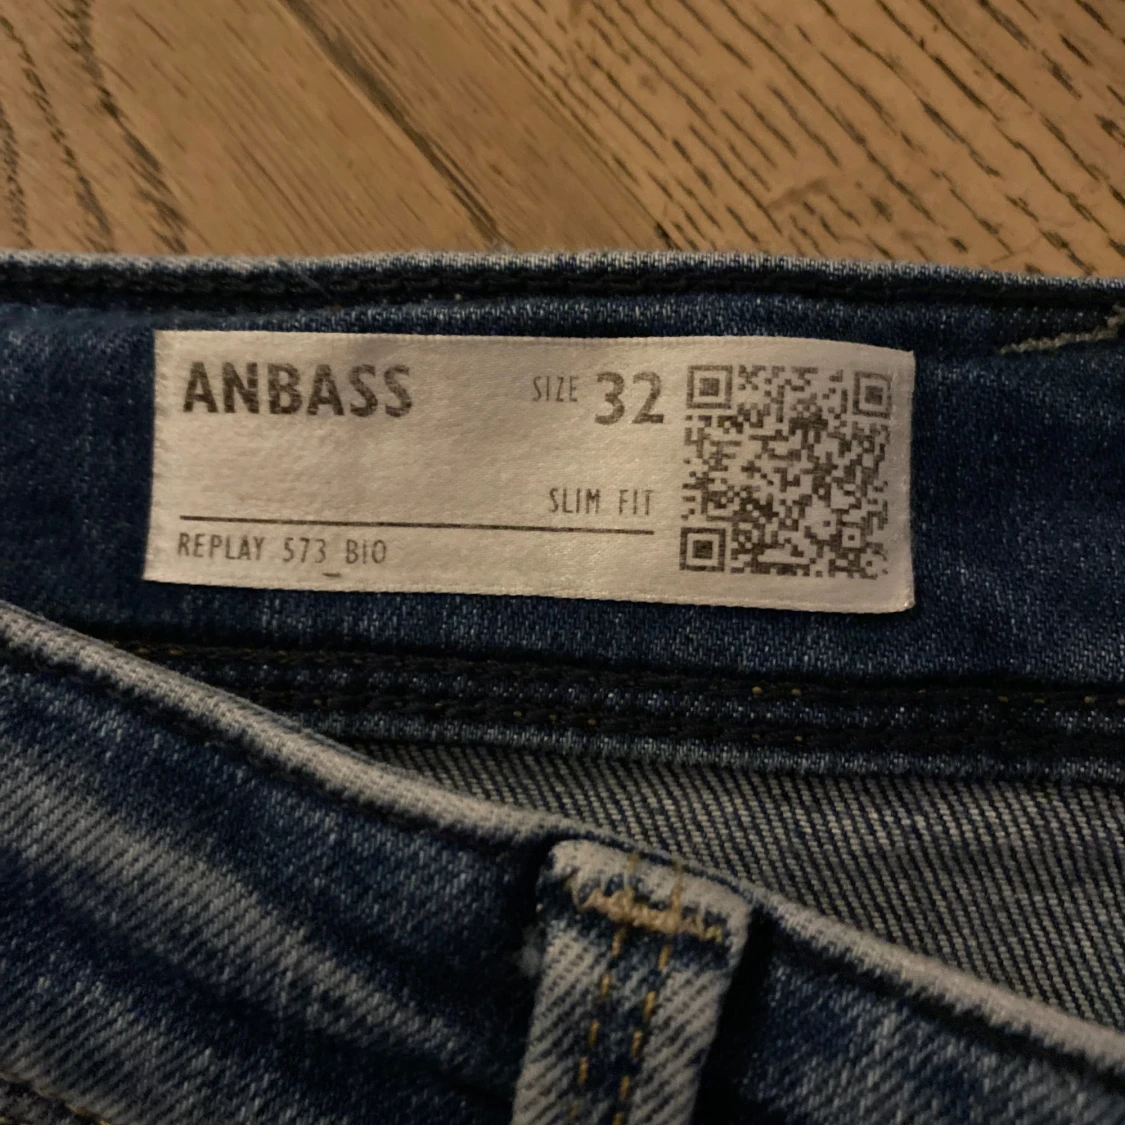 ANBASS
SIZE 32
SLIM FIT
REPLAY 573_BIO